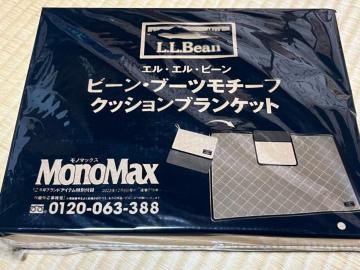 L.L.Bean
エル・エル・ビーン
ビーン・ブーツモチーフ
クッションブランケット
モノマックス
MonoMax
0120-063-388